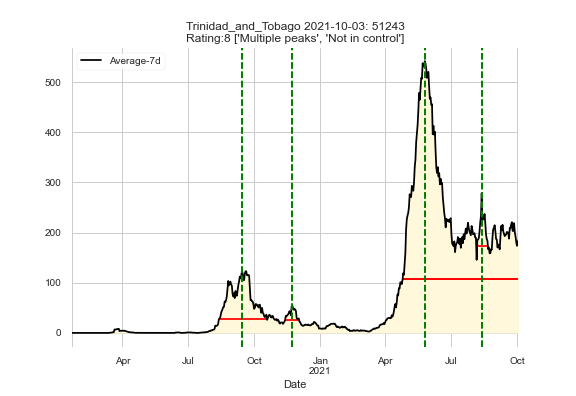 Trinidad_and_Tobago 2021-10-03: 51243
Rating:8 ['Multiple peaks', 'Not in control']
Average-7d
500
400
300
200
100
0
Apr Jul Oct Jan Apr Jul Oct
2021
Date